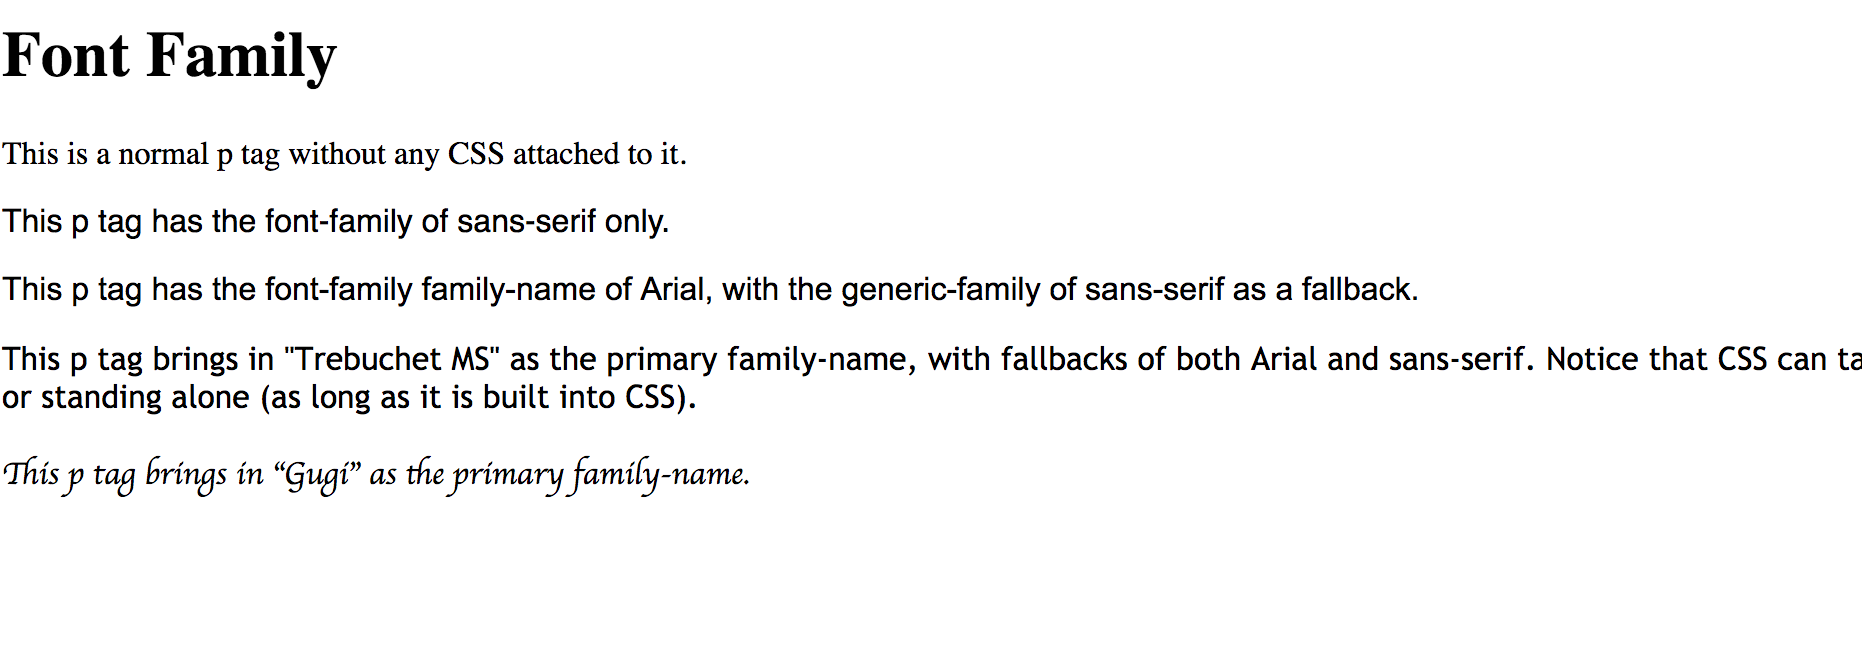 Font Family
This is a normal p tag without any CSS attached to it.
This p tag has the font-family of sans-serif only.
This p tag has the font-family family-name of Arial, with the generic-family of sans-serif as a fallback.
This p tag brings in "Trebuchet MS" as the primary family-name, with fallbacks of both Arial and sans-serif. Notice that CSS can ta
or standing alone (as long as it is built into CSS).
This p tag brings in “Gugi” as the primary family-name.